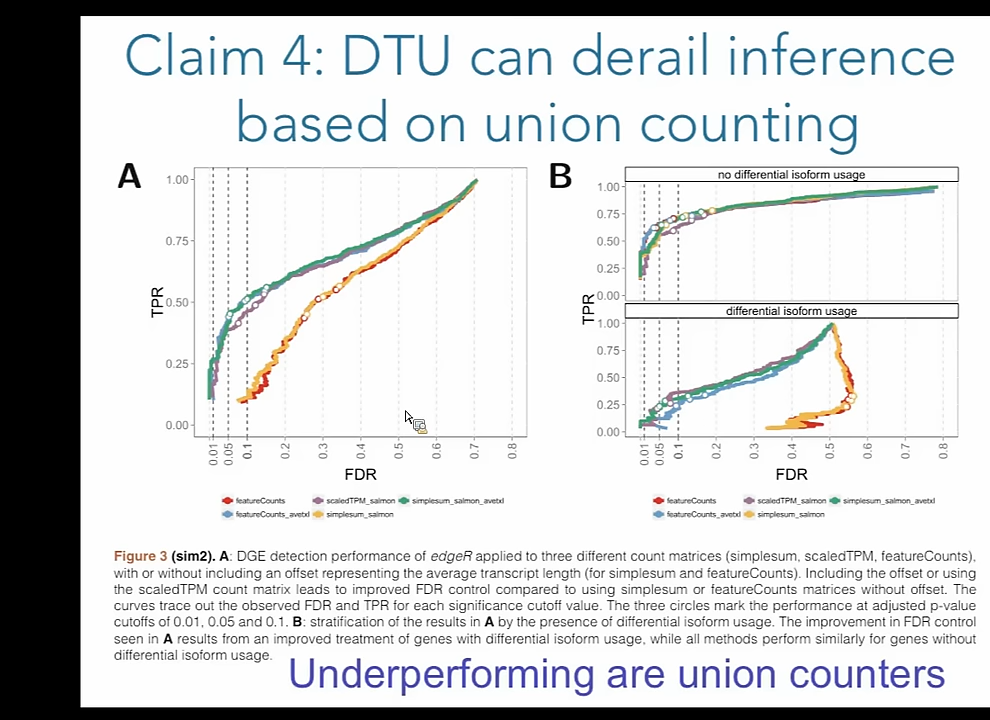 Claim 4: DTU can derail inference
based on union counting
A
1.00
0.75
0.50
0.25
0.00
TPR
0.01
0.05
0.1
0.2
0.3
0.4
0.5
0.6
0.7
0.8
FDR
featureCounts scaledTPM_salmon simplesum_salmon_avetxl
featureCounts_avetxl simplesum_salmon
B
no differential isoform usage
1.00
0.75
0.50
0.25
0.00
TPR
differential isoform usage
1.00
0.75
0.50
0.25
0.00
0.01
0.05
0.1
0.2
0.3
0.4
0.5
0.6
0.7
0.8
FDR
featureCounts scaledTPM_salmon simplesum_salmon_avetxl
featureCounts_avetxl simplesum_salmon
Figure 3 (sim2). A: DGE detection performance of edgeR applied to three different count matrices (simplesum, scaledTPM, featureCounts),
with or without including an offset representing the average transcript length (for simplesum and featureCounts). Including the offset or using
the scaledTPM count matrix leads to improved FDR control compared to using simplesum or featureCounts matrices without offset. The
curves trace out the observed FDR and TPR for each significance cutoff value. The three circles mark the performance at adjusted p-value
cutoffs of 0.01, 0.05 and 0.1. B: stratification of the results in A by the presence of differential isoform usage. The improvement in FDR control
seen in A results from an improved treatment of genes with differential isoform usage, while all methods perform similarly for genes without
differential isoform usage.
Underperforming are union counters